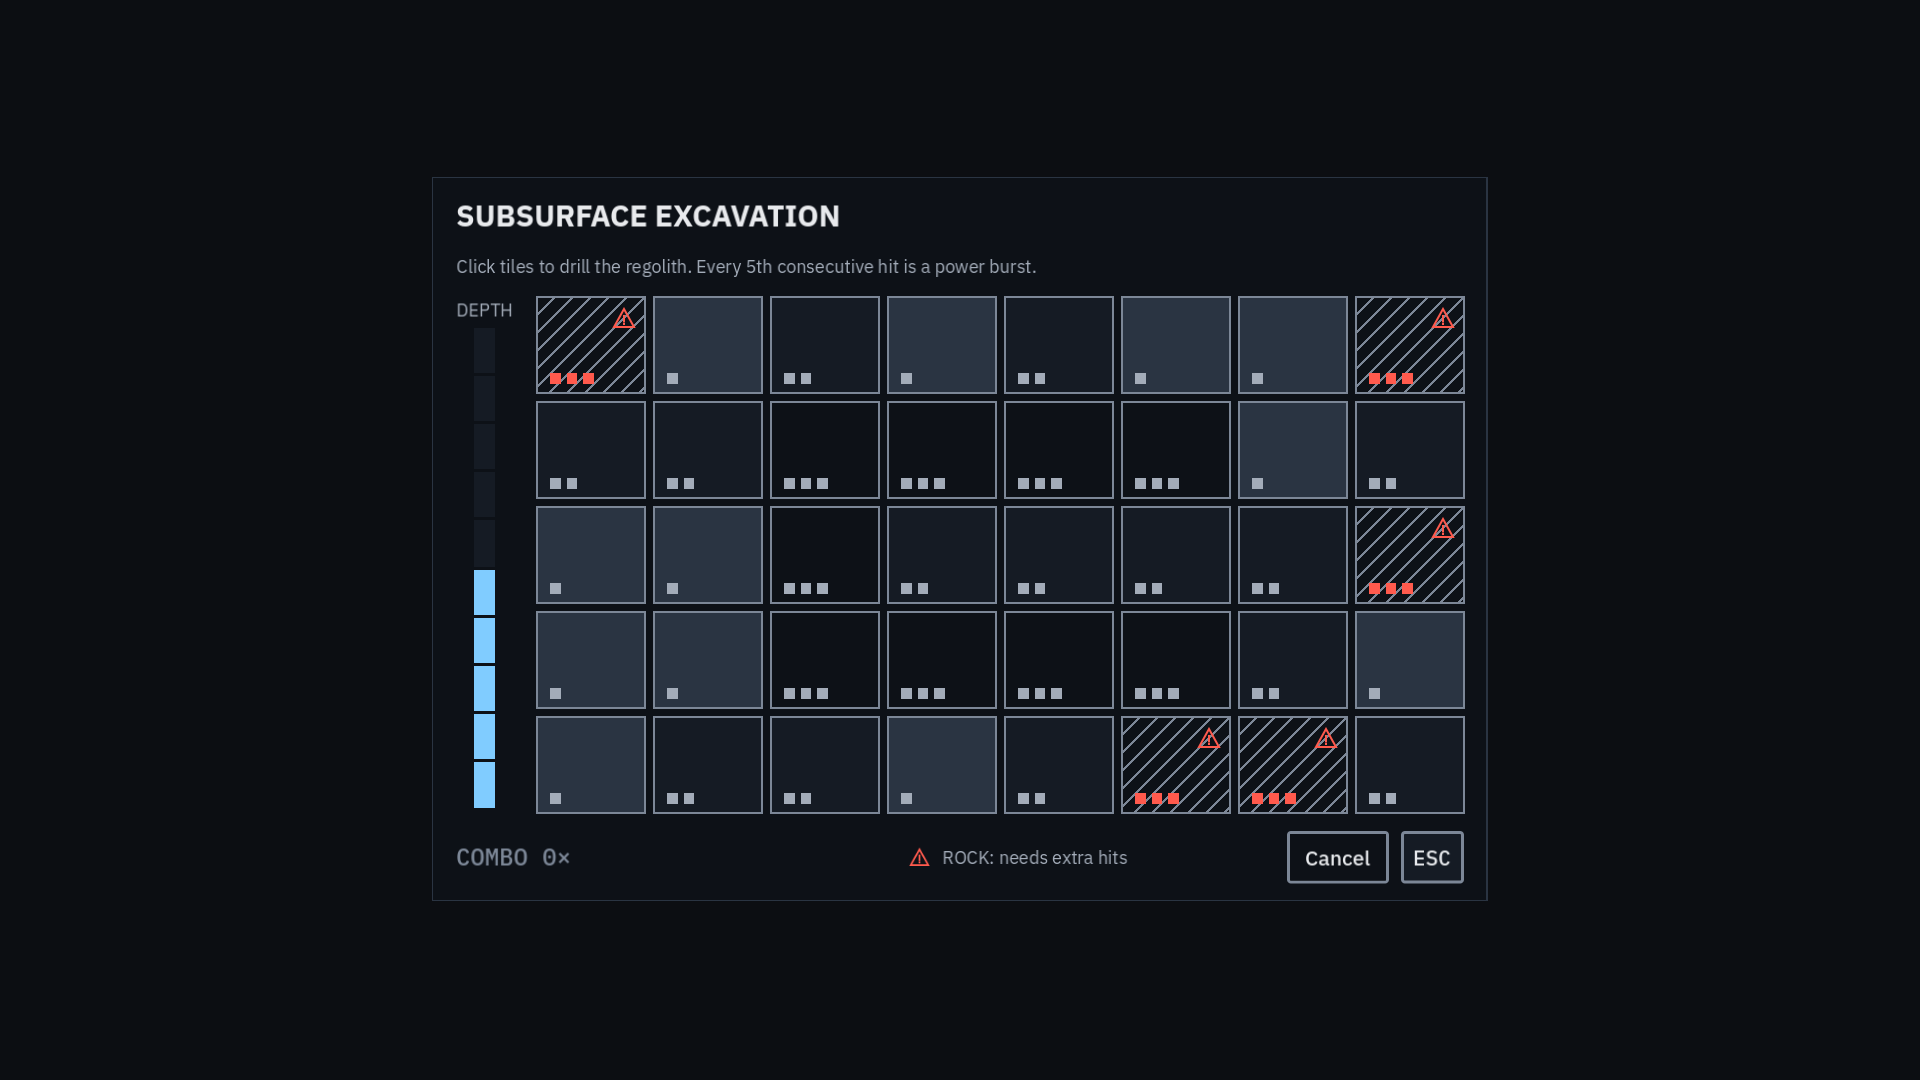 SUBSURFACE EXCAVATION
Click tiles to drill the regolith. Every 5th consecutive hit is a power burst.
DEPTH
COMBO 0×
ROCK: needs extra hits
Cancel
ESC